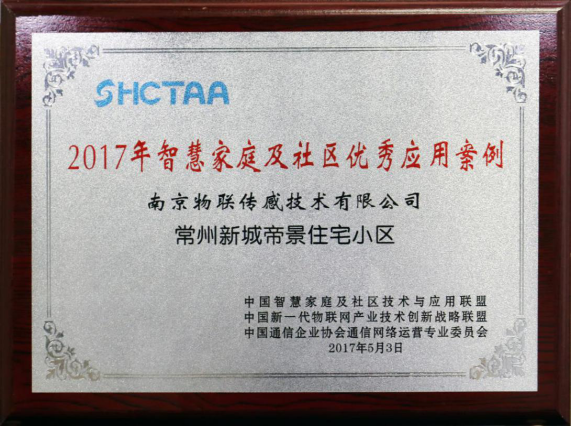 SHCTAA
2017年智慧家庭及社区优秀应用案例
南京物联传感技术有限公司
常州新城帝景住宅小区
中国智慧家庭及社区技术与应用联盟
中国新一代物联网产业技术创新战略联盟
中国通信企业协会通信网络运营专业委员会
2017年5月3日